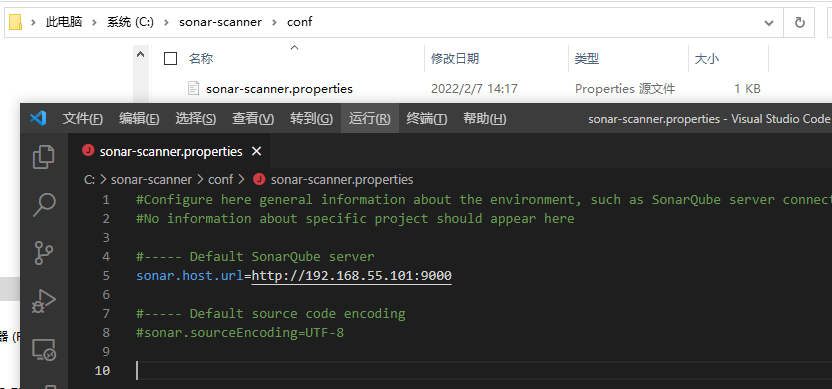 此电脑 > 系统 (C:) > sonar-scanner > conf
名称 修改日期 类型 大小
sonar-scanner.properties 2022/2/7 14:17 Properties 源文件 1 KB
文件(F) 编辑(E) 选择(S) 查看(V) 转到(G) 运行(R) 终端(T) 帮助(H) sonar-scanner.properties - Visual Studio Code
sonar-scanner.properties
C: > sonar-scanner > conf > sonar-scanner.properties
1 #Configure here general information about the environment, such as SonarQube server connect
2 #No information about specific project should appear here
3
4 #----- Default SonarQube server
5 sonar.host.url=http://192.168.55.101:9000
6
7 #----- Default source code encoding
8 #sonar.sourceEncoding=UTF-8
9
10